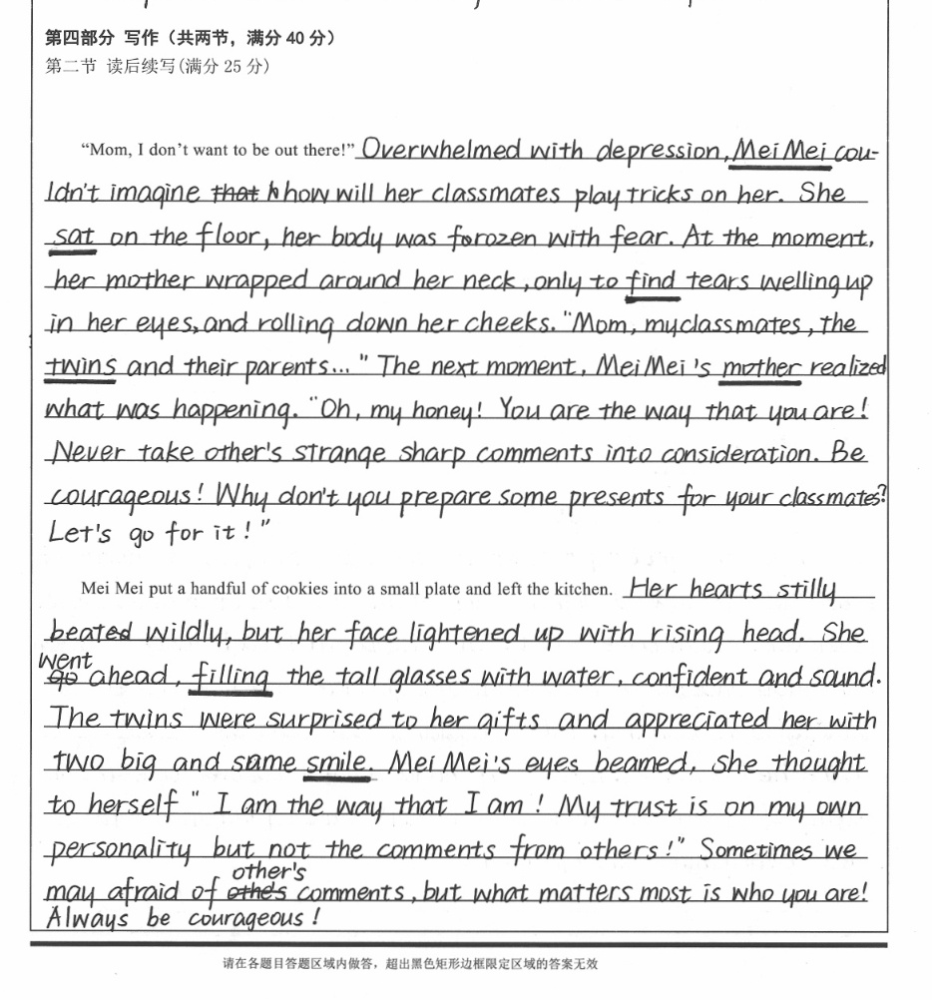 第四部分 写作（共两节，满分 40 分）
第二节 读后续写(满分 25 分)
“Mom, I don’t want to be out there!” Overwhelmed with depression, Mei Mei cou-
ldn't imagine that h how will her classmates play tricks on her. She
sat on the floor, her body was forozen with fear. At the moment,
her mother wrapped around her neck, only to find tears welling up
in her eyes, and rolling down her cheeks. "Mom, my classmates, the
twins and their parents..." The next moment, Mei Mei's mother realized
what was happening. "Oh, my honey! You are the way that you are!
Never take other's strange sharp comments into consideration. Be
courageous! Why don't you prepare some presents for your classmates?
Let's go for it!"
Mei Mei put a handful of cookies into a small plate and left the kitchen. Her hearts stilly
beated wildly, but her face lightened up with rising head. She
went
go ahead, filling the tall glasses with water, confident and sound.
The twins were surprised to her gifts and appreciated her with
two big and same smile. Mei Mei's eyes beamed, she thought
to herself " I am the way that I am! My trust is on my own
personality but not the comments from others!" Sometimes we
other's
may afraid of othe's comments, but what matters most is who you are!
Always be courageous!
请在各题目答题区域内做答，超出黑色矩形边框限定区域的答案无效